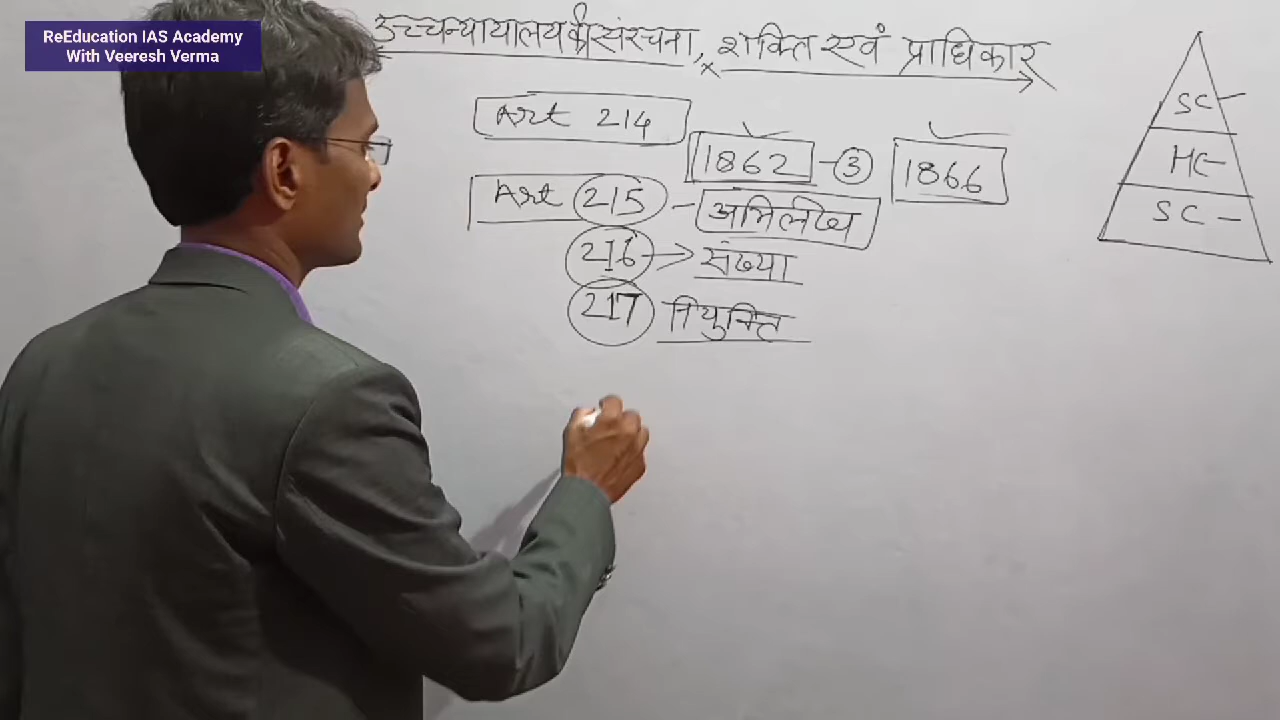 ReEducation IAS Academy
With Veeresh Verma
उच्चन्यायालय की संरचना, शक्ति एवं प्राधिकार
Art 214
1862 - 3 1866
Art 215 - अभिलेख
216 → संख्या
217 नियुक्ति
SC -
HC -
SC -